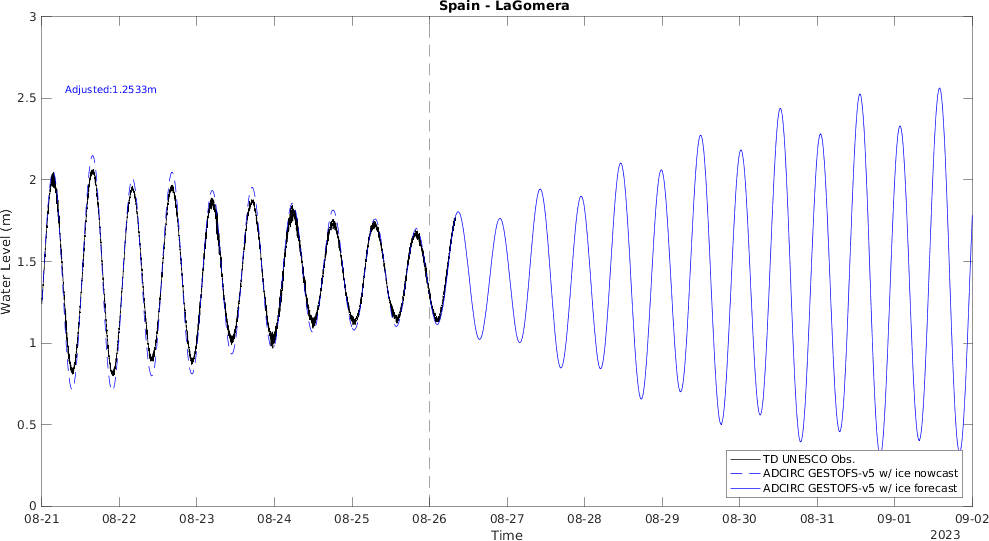 Spain - LaGomera
3
2.5
2
1.5
1
0.5
0
Water Level (m)
Adjusted:1.2533m
TD UNESCO Obs.
ADCIRC GESTOFS-v5 w/ ice nowcast
ADCIRC GESTOFS-v5 w/ ice forecast
08-21 08-22 08-23 08-24 08-25 08-26 08-27 08-28 08-29 08-30 08-31 09-01 09-02
Time
2023